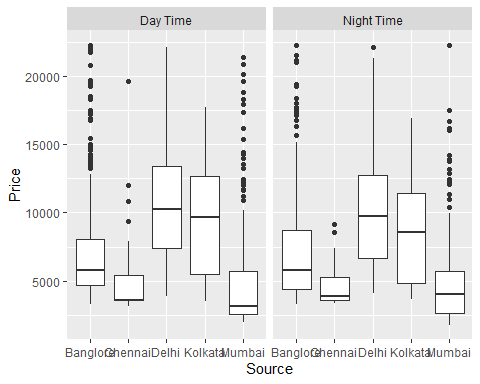 Day Time Night Time
Price
20000
15000
10000
5000
Banglore Chennai Delhi Kolkata Mumbai Banglore Chennai Delhi Kolkata Mumbai
Source